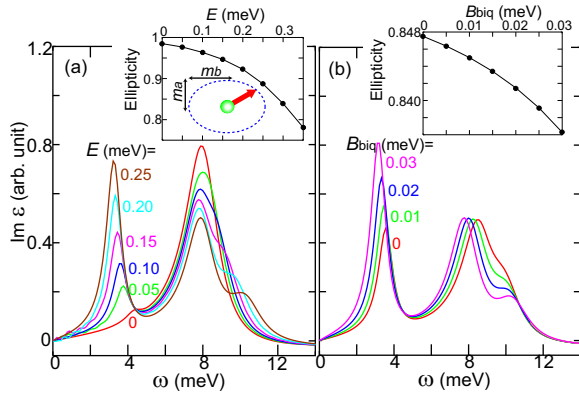 E (meV)
0 0.1 0.2 0.3
1
0.9
0.8
Ellipticity
ma
mb
(a)
1.2
0.8
0.4
0
Im ε (arb. unit)
E (meV)=
0.25
0.20
0.15
0.10
0.05
0
0 4 8 12
ω (meV)
Bbiq (meV)
0 0.01 0.02 0.03
0.848
0.840
Ellipticity
(b)
Bbiq(meV)=
0.03
0.02
0.01
0
0 4 8 12
ω (meV)